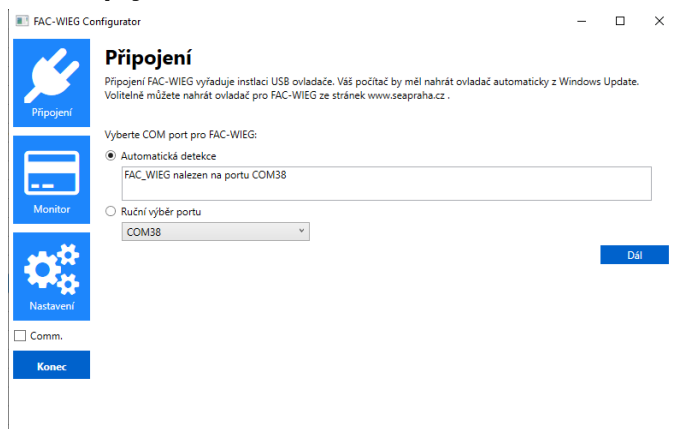 FAC-WIEG Configurator
Připojení
Připojení FAC-WIEG vyřaduje instlaci USB ovladače. Váš počítač by měl nahrát ovladač automaticky z Windows Update.
Volitelně můžete nahrát ovladač pro FAC-WIEG ze stránek www.seapraha.cz .
Připojení
Vyberte COM port pro FAC-WIEG:
Automatická detekce
FAC_WIEG nalezen na portu COM38
Monitor
Ruční výběr portu
COM38
Dál
Nastavení
Comm.
Konec